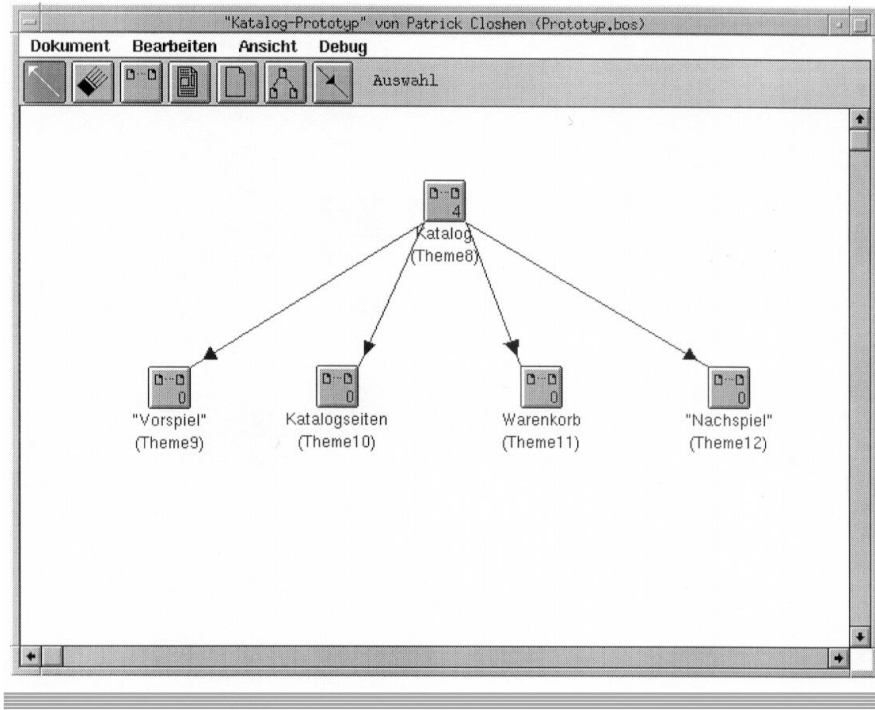 "Katalog-Prototyp" von Patrick Closhen (Prototyp.bos)
Dokument Bearbeiten Ansicht Debug
Auswahl
4
Katalog
(Theme8)
0 0 0 0
"Vorspiel" Katalogseiten Warenkorb "Nachspiel"
(Theme9) (Theme10) (Theme11) (Theme12)